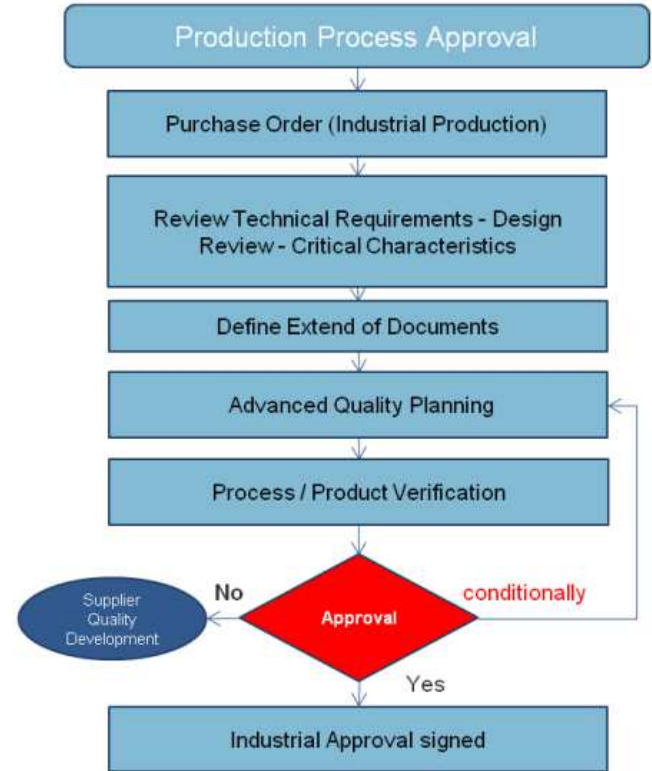 Production Process Approval
Purchase Order (Industrial Production)
Review Technical Requirements - Design
Review - Critical Characteristics
Define Extend of Documents
Advanced Quality Planning
Process / Product Verification
No
conditionally
Supplier
Quality
Development
Approval
Yes
Industrial Approval signed